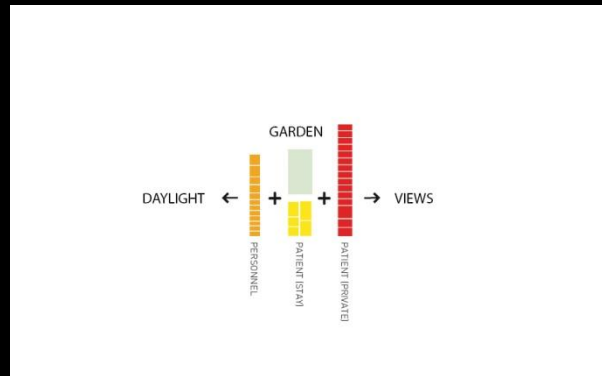 GARDEN
DAYLIGHT ← + + → VIEWS
PERSONNEL
PATIENT (STAY)
PATIENT (PRIVATE)